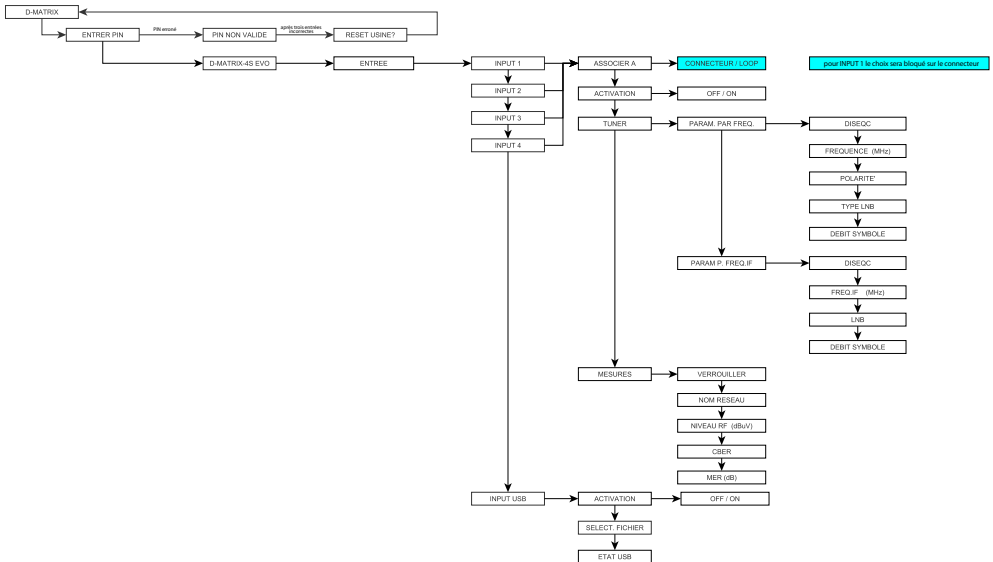 D-MATRIX
ENTRER PIN
PIN erroné
PIN NON VALIDE
après trois entrées
incorrectes
RESET USINE?
D-MATRIX-4S EVO
ENTREE
INPUT 1
ASSOCIER A
CONNECTEUR / LOOP
pour INPUT 1 le choix sera bloqué sur le connecteur
INPUT 2
ACTIVATION
OFF / ON
INPUT 3
TUNER
PARAM. PAR FREQ.
DISEQC
INPUT 4
FREQUENCE (MHz)
POLARITE'
TYPE LNB
DEBIT SYMBOLE
PARAM P. FREQ.IF
DISEQC
FREQ.IF (MHz)
LNB
DEBIT SYMBOLE
MESURES
VERROUILLER
NOM RESEAU
NIVEAU RF (dBuV)
CBER
MER (dB)
INPUT USB
ACTIVATION
OFF / ON
SELECT. FICHIER
ETAT USB